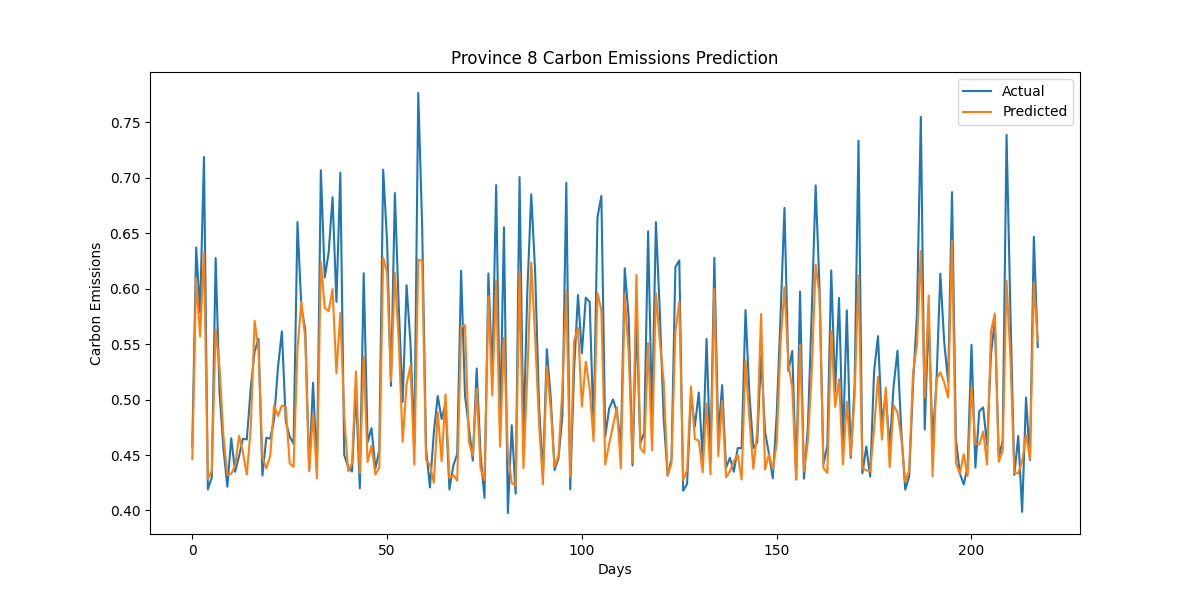 Province 8 Carbon Emissions Prediction
Actual
Predicted
0.75
0.70
0.65
0.60
0.55
0.50
0.45
0.40
Carbon Emissions
0 50 100 150 200
Days